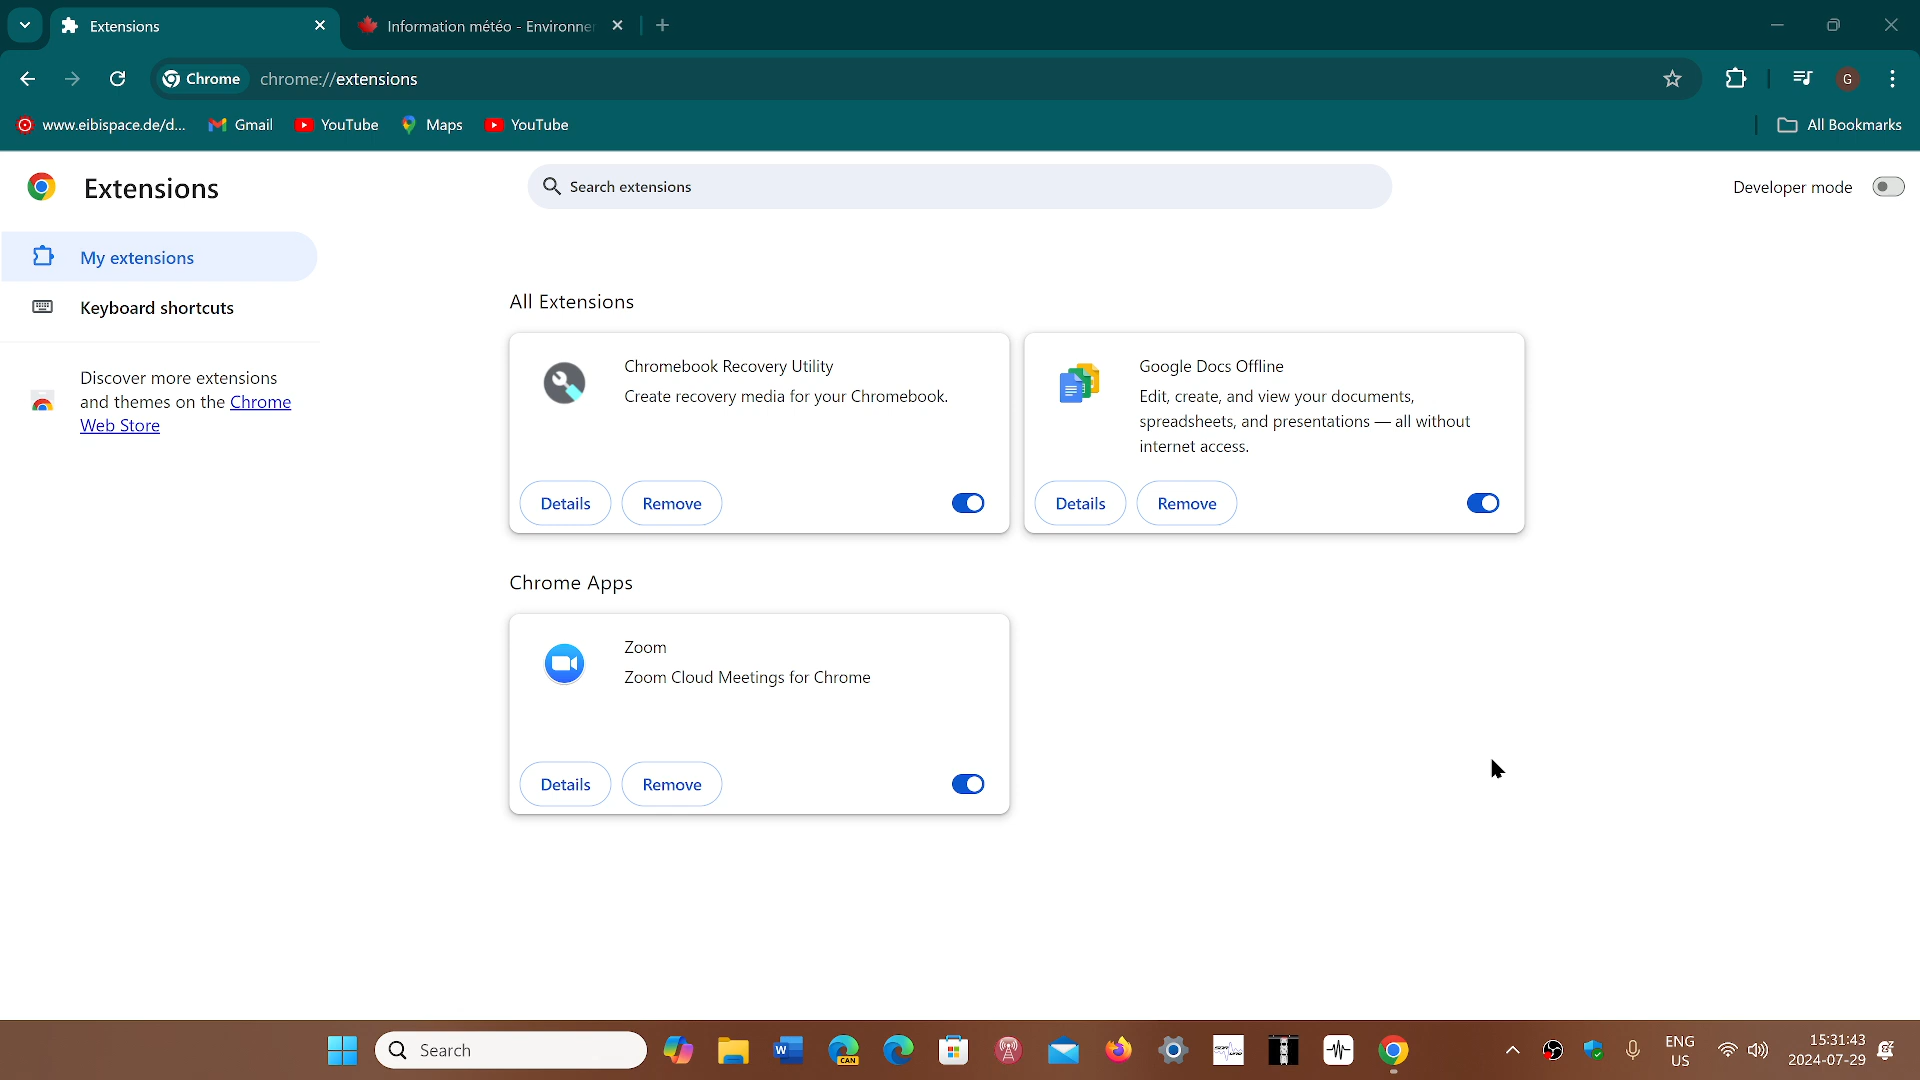 Extensions
Information météo - Environne
Chrome
chrome://extensions
G
www.eibispace.de/d...
Gmail
YouTube
Maps
YouTube
All Bookmarks
Extensions
Search extensions
Developer mode
My extensions
Keyboard shortcuts
Discover more extensions
and themes on the Chrome
Web Store
All Extensions
Chromebook Recovery Utility
Create recovery media for your Chromebook.
Details
Remove
Google Docs Offline
Edit, create, and view your documents,
spreadsheets, and presentations — all without
internet access.
Details
Remove
Chrome Apps
Zoom
Zoom Cloud Meetings for Chrome
Details
Remove
Search
W
CAN
ENG
US
15:31:43
2024-07-29